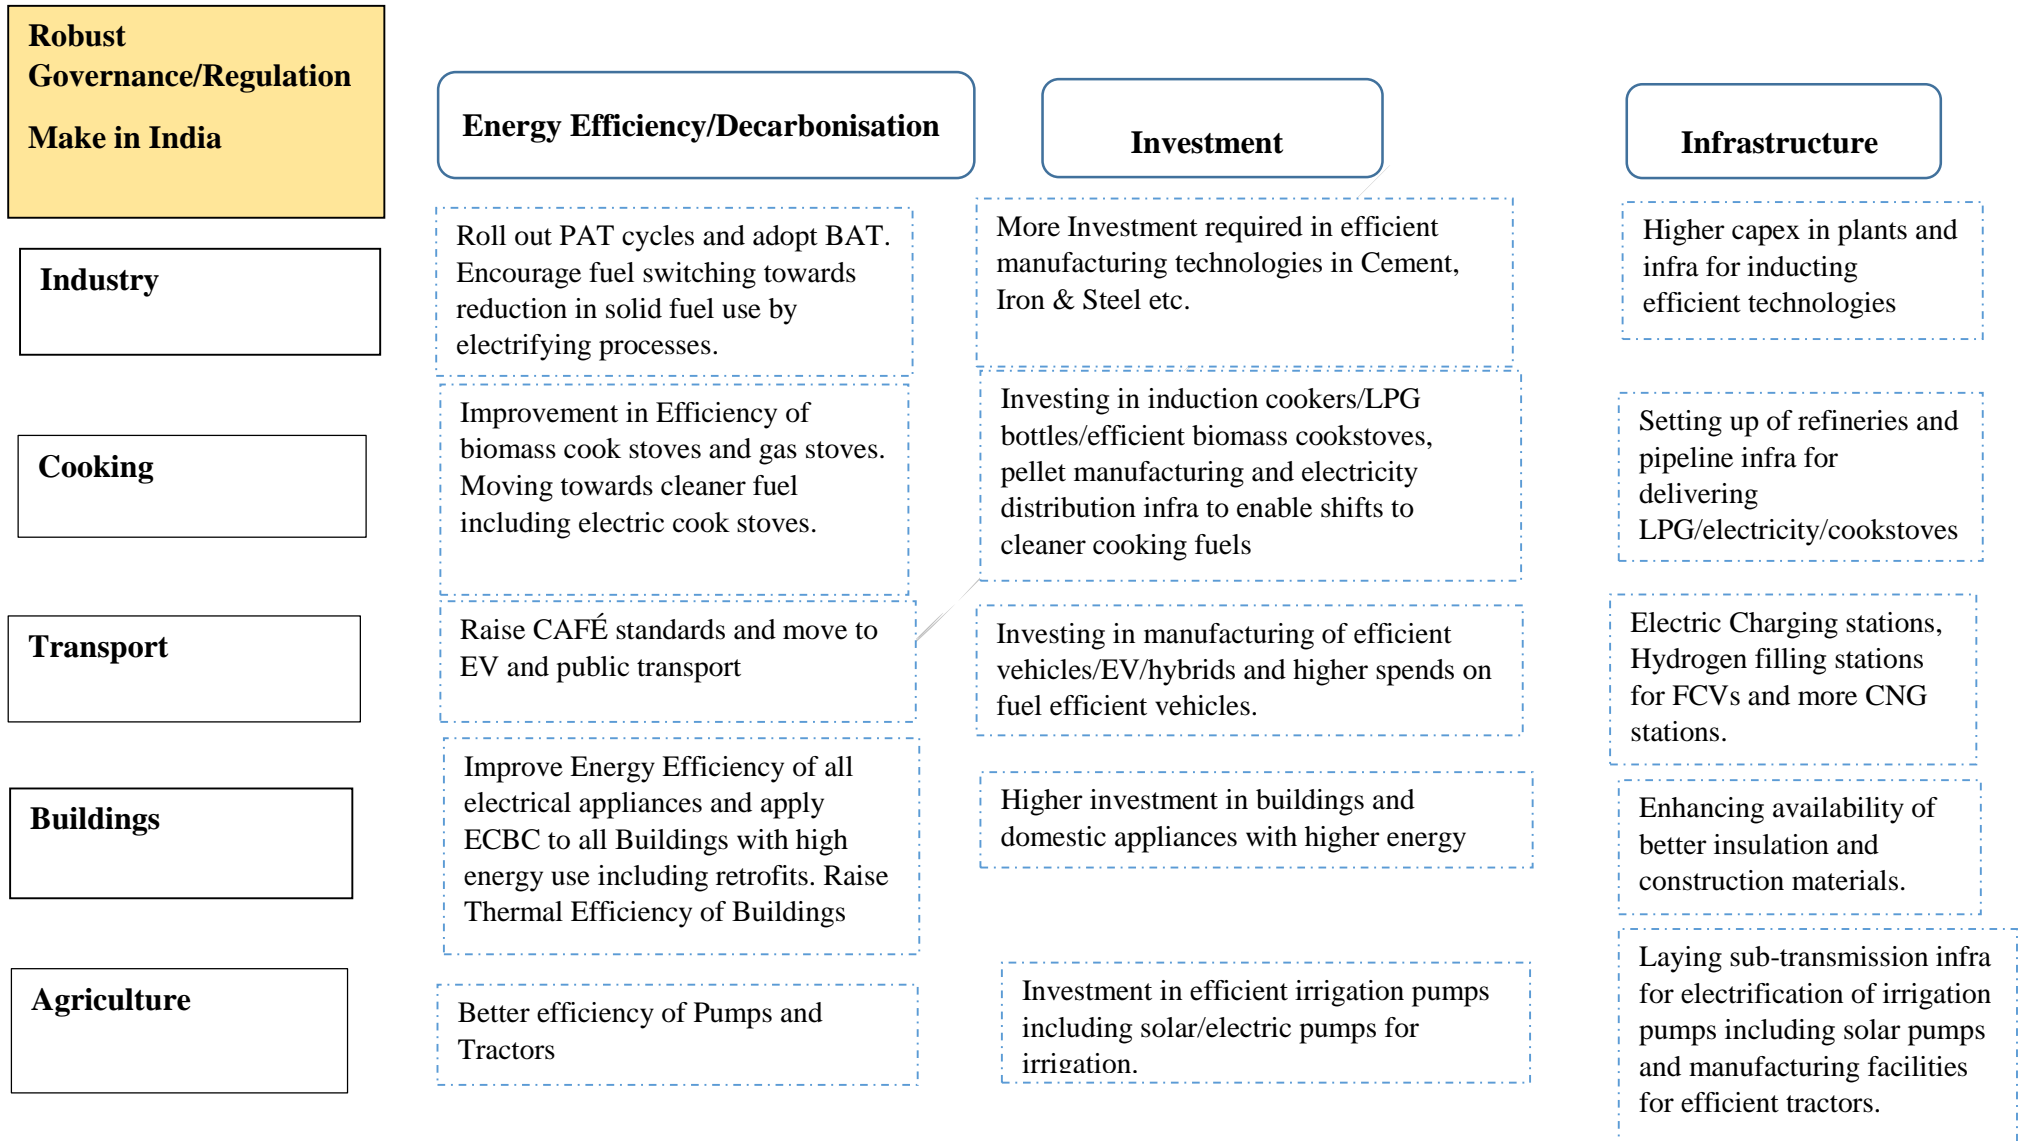 Robust
Governance/Regulation
Make in India
Energy Efficiency/Decarbonisation
Investment
Infrastructure
Industry
Roll out PAT cycles and adopt BAT.
Encourage fuel switching towards
reduction in solid fuel use by
electrifying processes.
More Investment required in efficient
manufacturing technologies in Cement,
Iron & Steel etc.
Higher capex in plants and
infra for inducting
efficient technologies
Cooking
Improvement in Efficiency of
biomass cook stoves and gas stoves.
Moving towards cleaner fuel
including electric cook stoves.
Investing in induction cookers/LPG
bottles/efficient biomass cookstoves,
pellet manufacturing and electricity
distribution infra to enable shifts to
cleaner cooking fuels
Setting up of refineries and
pipeline infra for
delivering
LPG/electricity/cookstoves
Transport
Raise CAFÉ standards and move to
EV and public transport
Investing in manufacturing of efficient
vehicles/EV/hybrids and higher spends on
fuel efficient vehicles.
Electric Charging stations,
Hydrogen filling stations
for FCVs and more CNG
stations.
Buildings
Improve Energy Efficiency of all
electrical appliances and apply
ECBC to all Buildings with high
energy use including retrofits. Raise
Thermal Efficiency of Buildings
Higher investment in buildings and
domestic appliances with higher energy
Enhancing availability of
better insulation and
construction materials.
Agriculture
Better efficiency of Pumps and
Tractors
Investment in efficient irrigation pumps
including solar/electric pumps for
irrigation.
Laying sub-transmission infra
for electrification of irrigation
pumps including solar pumps
and manufacturing facilities
for efficient tractors.